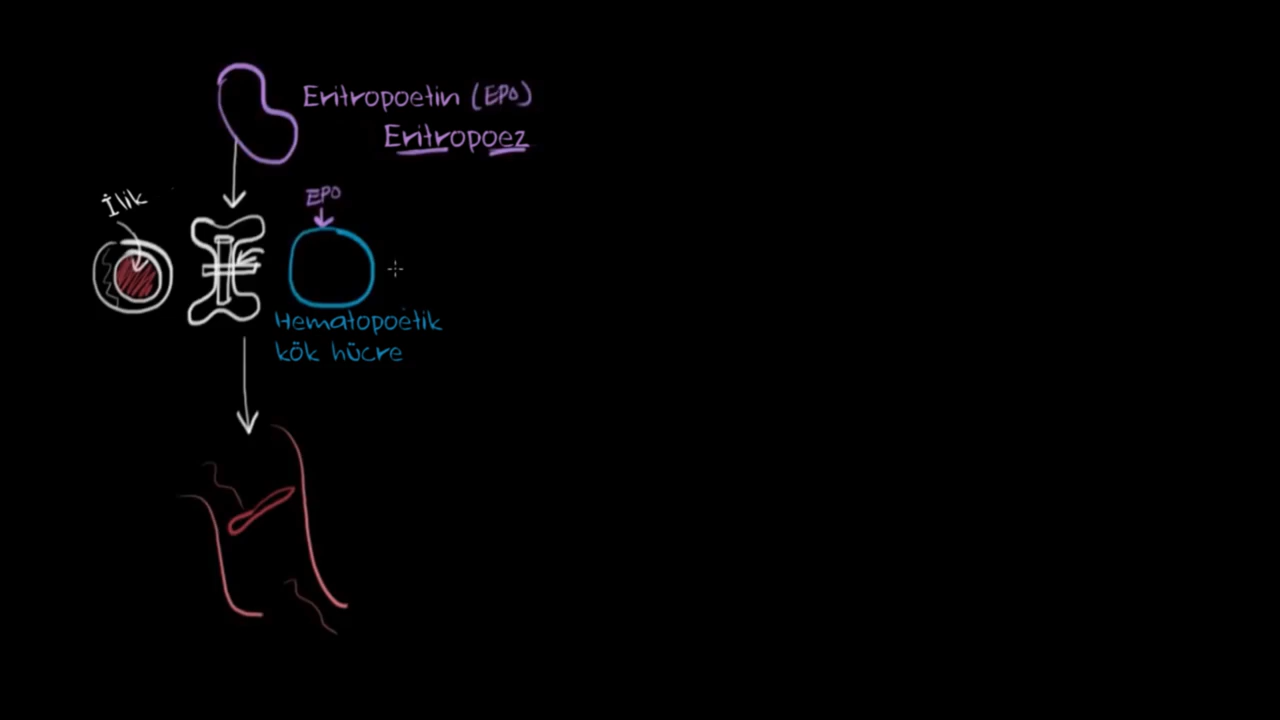 Eritropoetin (EPO)
Eritropoez
İlik
EPO
Hematopoetik
kök hücre